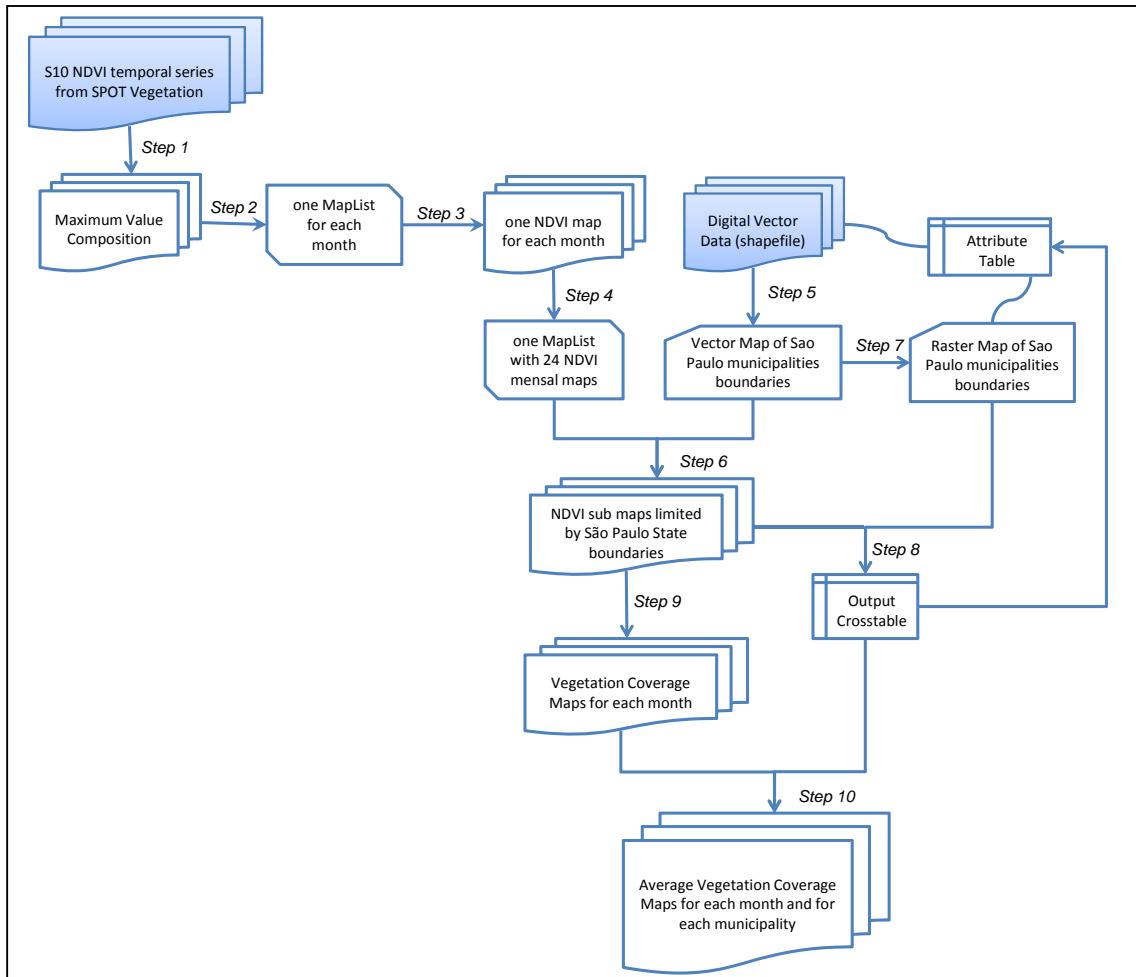 S10 NDVI temporal series
from SPOT Vegetation
Step 1
Maximum Value
Composition
Step 2
one MapList
for each
month
Step 3
one NDVI map
for each month
Digital Vector
Data (shapefile)
Attribute
Table
Step 4
Step 5
one MapList
with 24 NDVI
mensal maps
Vector Map of Sao
Paulo municipalities
boundaries
Step 7
Raster Map of Sao
Paulo municipalities
boundaries
Step 6
NDVI sub maps limited
by São Paulo State
boundaries
Step 8
Output
Crosstable
Step 9
Vegetation Coverage
Maps for each month
Step 10
Average Vegetation Coverage
Maps for each month and for
each municipality